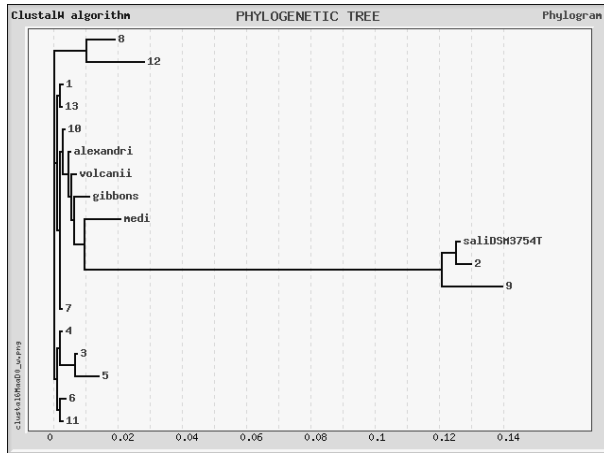 ClustalW algorithm PHYLOGENETIC TREE Phylogram
8
12
1
13
10
alexandri
volcanii
gibbons
medi
saliDSM3754T
2
9
7
4
3
5
6
11
0 0.02 0.04 0.06 0.08 0.1 0.12 0.14